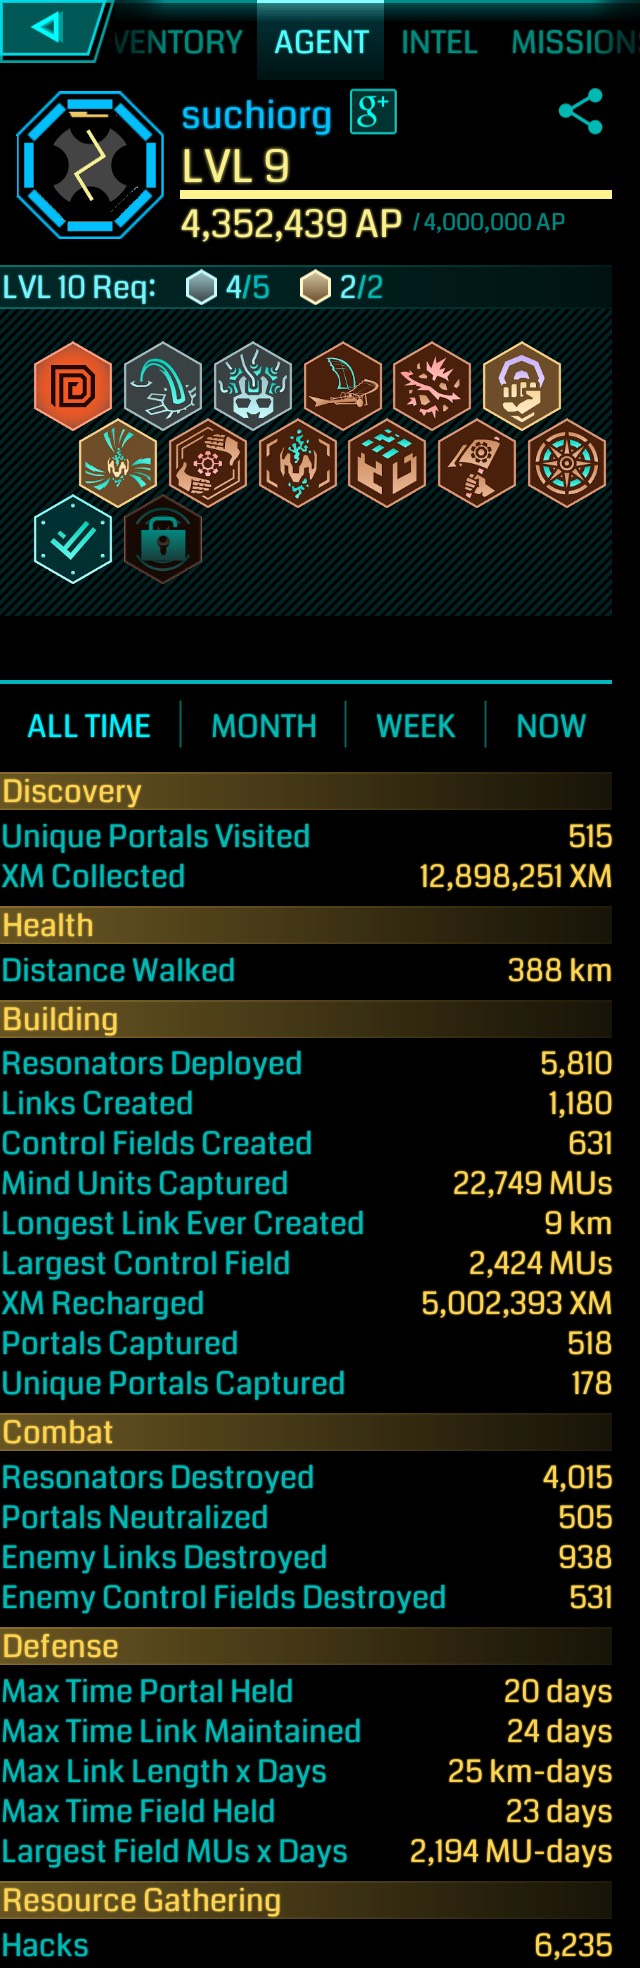 VENTORY AGENT INTEL MISSION
suchiorg g+
LVL 9
4,352,439 AP / 4,000,000 AP
LVL 10 Req: 4/5 2/2
ALL TIME MONTH WEEK NOW
Discovery
Unique Portals Visited 515
XM Collected 12,898,251 XM
Health
Distance Walked 388 km
Building
Resonators Deployed 5,810
Links Created 1,180
Control Fields Created 631
Mind Units Captured 22,749 MUs
Longest Link Ever Created 9 km
Largest Control Field 2,424 MUs
XM Recharged 5,002,393 XM
Portals Captured 518
Unique Portals Captured 178
Combat
Resonators Destroyed 4,015
Portals Neutralized 505
Enemy Links Destroyed 938
Enemy Control Fields Destroyed 531
Defense
Max Time Portal Held 20 days
Max Time Link Maintained 24 days
Max Link Length x Days 25 km-days
Max Time Field Held 23 days
Largest Field MUs x Days 2,194 MU-days
Resource Gathering
Hacks 6,235